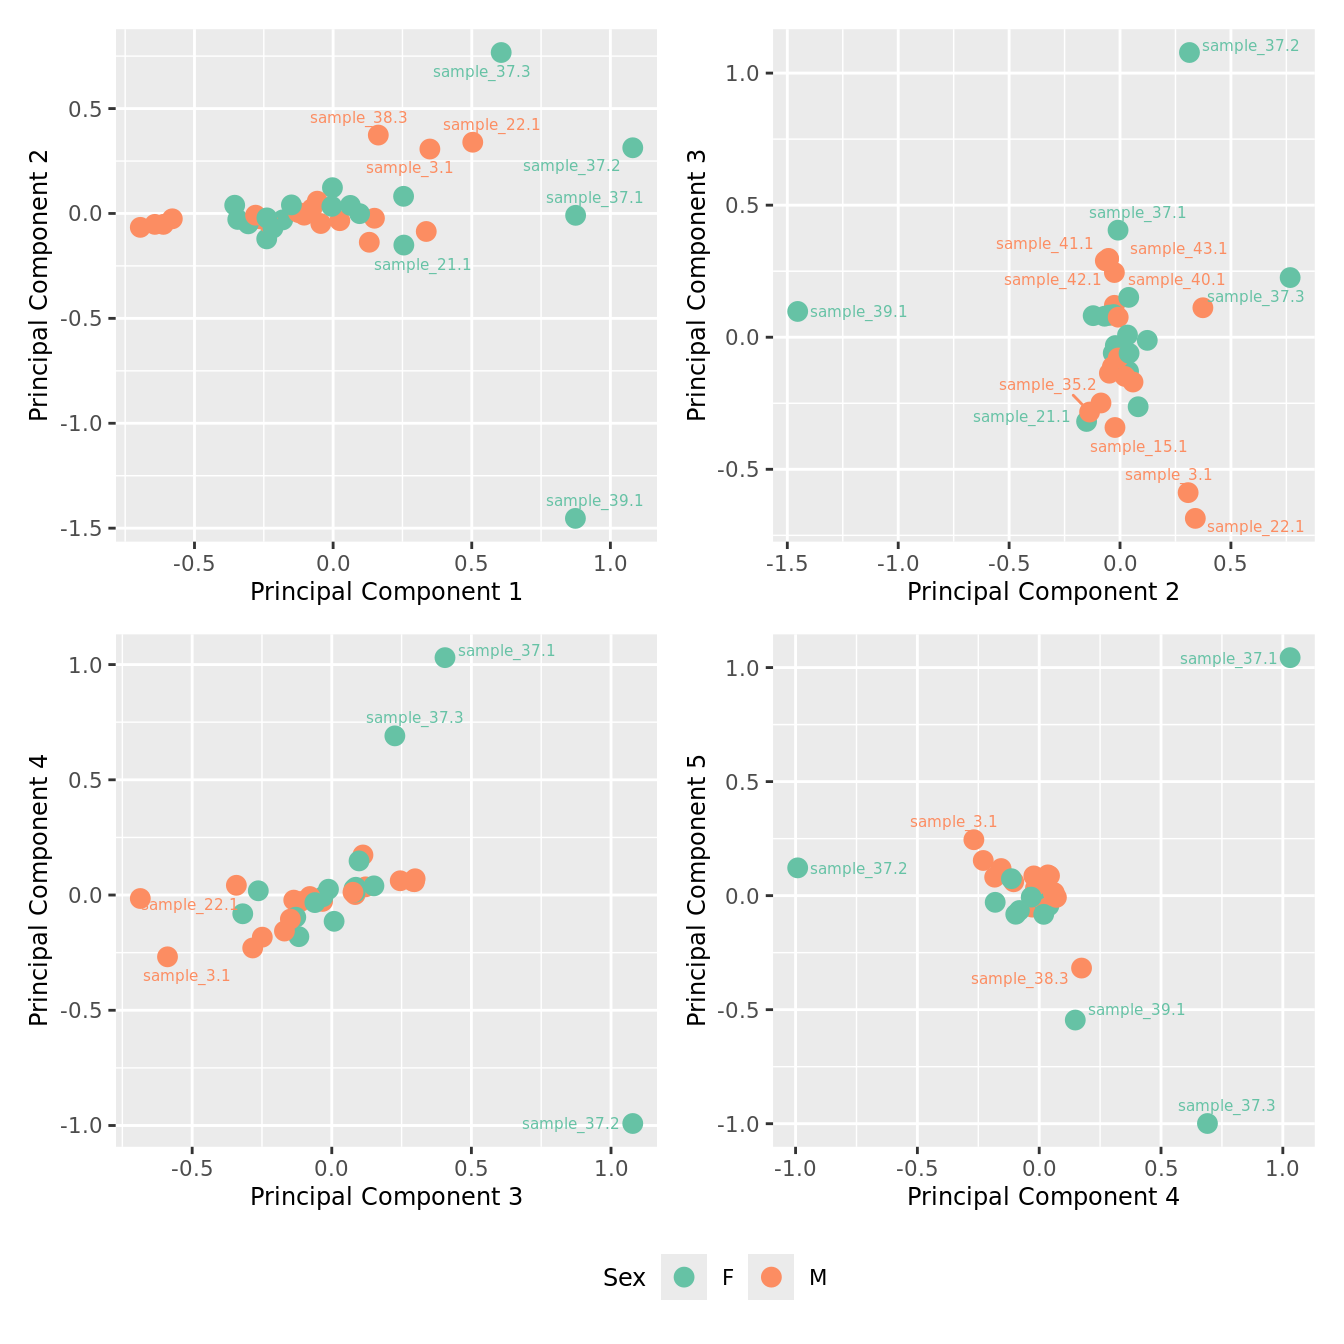 sample_37.3
sample_38.3
sample_22.1
sample_3.1
sample_37.2
sample_37.1
sample_21.1
sample_39.1
0.5
0.0
-0.5
-1.0
-1.5
-0.5
0.0
0.5
1.0
Principal Component 1
Principal Component 2
sample_37.2
sample_37.1
sample_41.1
sample_43.1
sample_42.1
sample_40.1
sample_37.3
sample_39.1
sample_35.2
sample_21.1
sample_15.1
sample_3.1
sample_22.1
1.0
0.5
0.0
-0.5
-1.5
-1.0
-0.5
0.0
0.5
Principal Component 2
Principal Component 3
sample_37.1
sample_37.3
sample_22.1
sample_3.1
sample_37.2
1.0
0.5
0.0
-0.5
-1.0
-0.5
0.0
0.5
1.0
Principal Component 3
Principal Component 4
sample_37.1
sample_3.1
sample_37.2
sample_38.3
sample_39.1
sample_37.3
1.0
0.5
0.0
-0.5
-1.0
-1.0
-0.5
0.0
0.5
1.0
Principal Component 4
Principal Component 5
Sex
F
M